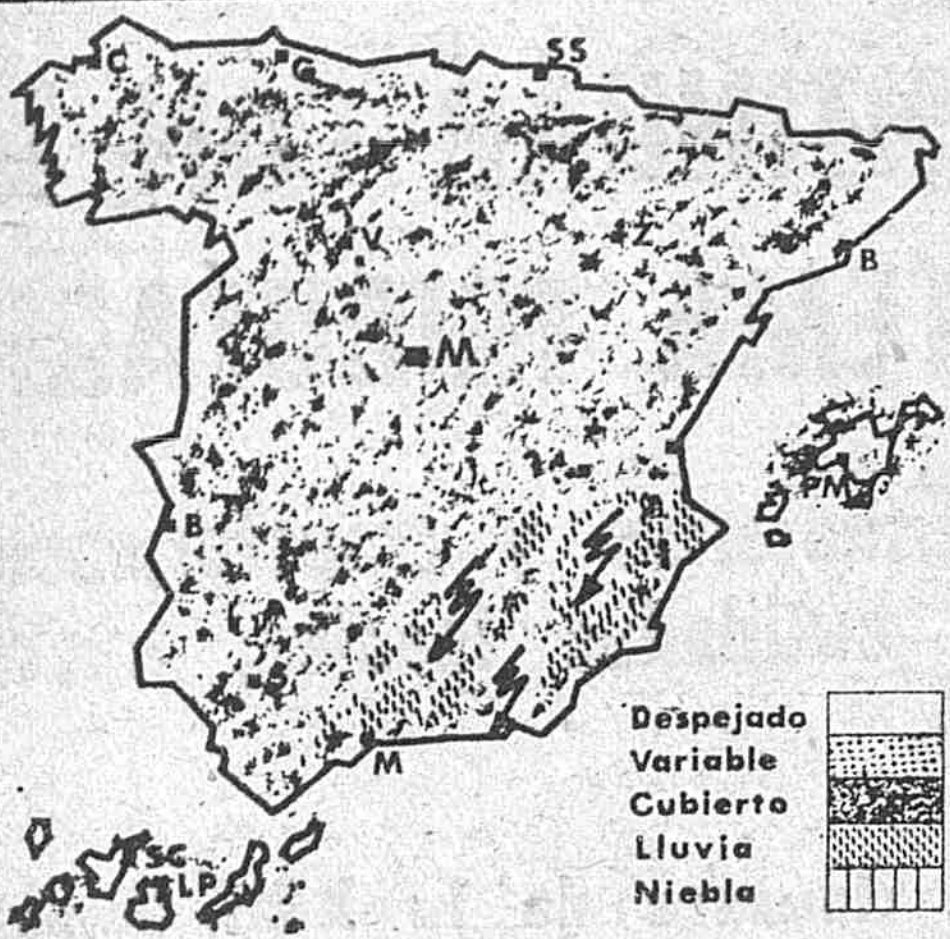 C
G
SS
V
Z
B
M
PM
B
S
M
SC
LP
Despejado
Variable
Cubierto
Lluvia
Niebla